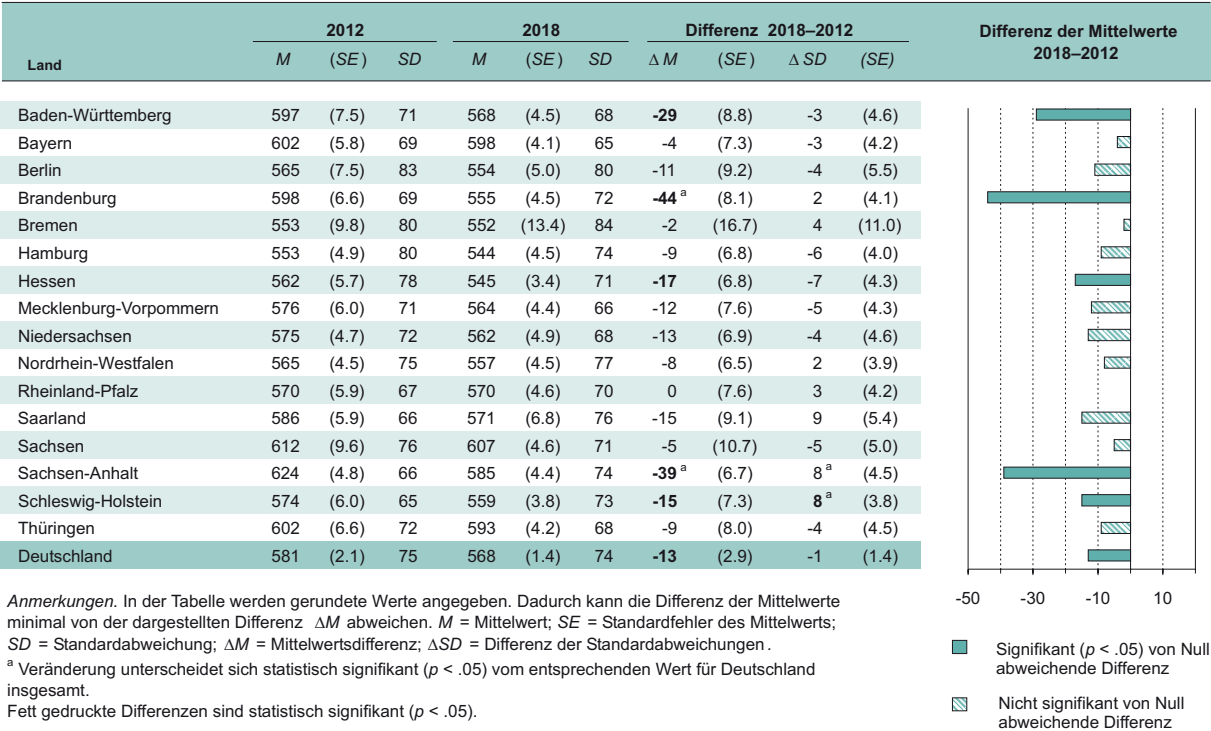 2012 2018 Differenz 2018–2012 Differenz der Mittelwerte
2018–2012
Land M (SE) SD M (SE) SD Δ M (SE) Δ SD (SE)
Baden-Württemberg 597 (7.5) 71 568 (4.5) 68 -29 (8.8) -3 (4.6)
Bayern 602 (5.8) 69 598 (4.1) 65 -4 (7.3) -3 (4.2)
Berlin 565 (7.5) 83 554 (5.0) 80 -11 (9.2) -4 (5.5)
Brandenburg 598 (6.6) 69 555 (4.5) 72 -44 a (8.1) 2 (4.1)
Bremen 553 (9.8) 80 552 (13.4) 84 -2 (16.7) 4 (11.0)
Hamburg 553 (4.9) 80 544 (4.5) 74 -9 (6.8) -6 (4.0)
Hessen 562 (5.7) 78 545 (3.4) 71 -17 (6.8) -7 (4.3)
Mecklenburg-Vorpommern 576 (6.0) 71 564 (4.4) 66 -12 (7.6) -5 (4.3)
Niedersachsen 575 (4.7) 72 562 (4.9) 68 -13 (6.9) -4 (4.6)
Nordrhein-Westfalen 565 (4.5) 75 557 (4.5) 77 -8 (6.5) 2 (3.9)
Rheinland-Pfalz 570 (5.9) 67 570 (4.6) 70 0 (7.6) 3 (4.2)
Saarland 586 (5.9) 66 571 (6.8) 76 -15 (9.1) 9 (5.4)
Sachsen 612 (9.6) 76 607 (4.6) 71 -5 (10.7) -5 (5.0)
Sachsen-Anhalt 624 (4.8) 66 585 (4.4) 74 -39 a (6.7) 8 a (4.5)
Schleswig-Holstein 574 (6.0) 65 559 (3.8) 73 -15 (7.3) 8 a (3.8)
Thüringen 602 (6.6) 72 593 (4.2) 68 -9 (8.0) -4 (4.5)
Deutschland 581 (2.1) 75 568 (1.4) 74 -13 (2.9) -1 (1.4)
-50 -30 -10 10
Anmerkungen. In der Tabelle werden gerundete Werte angegeben. Dadurch kann die Differenz der Mittelwerte
minimal von der dargestellten Differenz ΔM abweichen. M = Mittelwert; SE = Standardfehler des Mittelwerts;
SD = Standardabweichung; ΔM = Mittelwertsdifferenz; ΔSD = Differenz der Standardabweichungen.
a Veränderung unterscheidet sich statistisch signifikant (p < .05) vom entsprechenden Wert für Deutschland
insgesamt.
Fett gedruckte Differenzen sind statistisch signifikant (p < .05).
Signifikant (p < .05) von Null
abweichende Differenz
Nicht signifikant von Null
abweichende Differenz